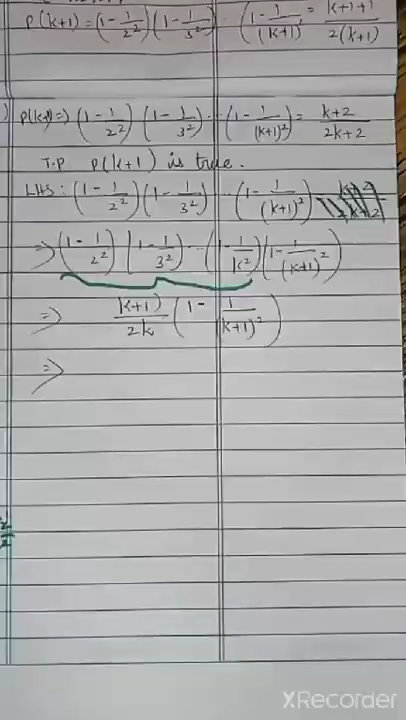 P(k+1) = (1-1/2²)(1-1/3²) .. (1-1/(k+1) = k+1+1/2(k+1)
P(k+1) => (1-1/2²)(1-1/3²)...(1-1/(k+1)²) = k+2/2k+2
T.P P(k+1) is true.
LHS: (1-1/2²)(1-1/3²) ..(1-1/(k+1)²)
=> (1-1/2²)(1-1/3²)...(1-1/k²)(1-1/(k+1)²)
=> (k+1)/2k (1-1/(k+1)²)
=>
XRecorder